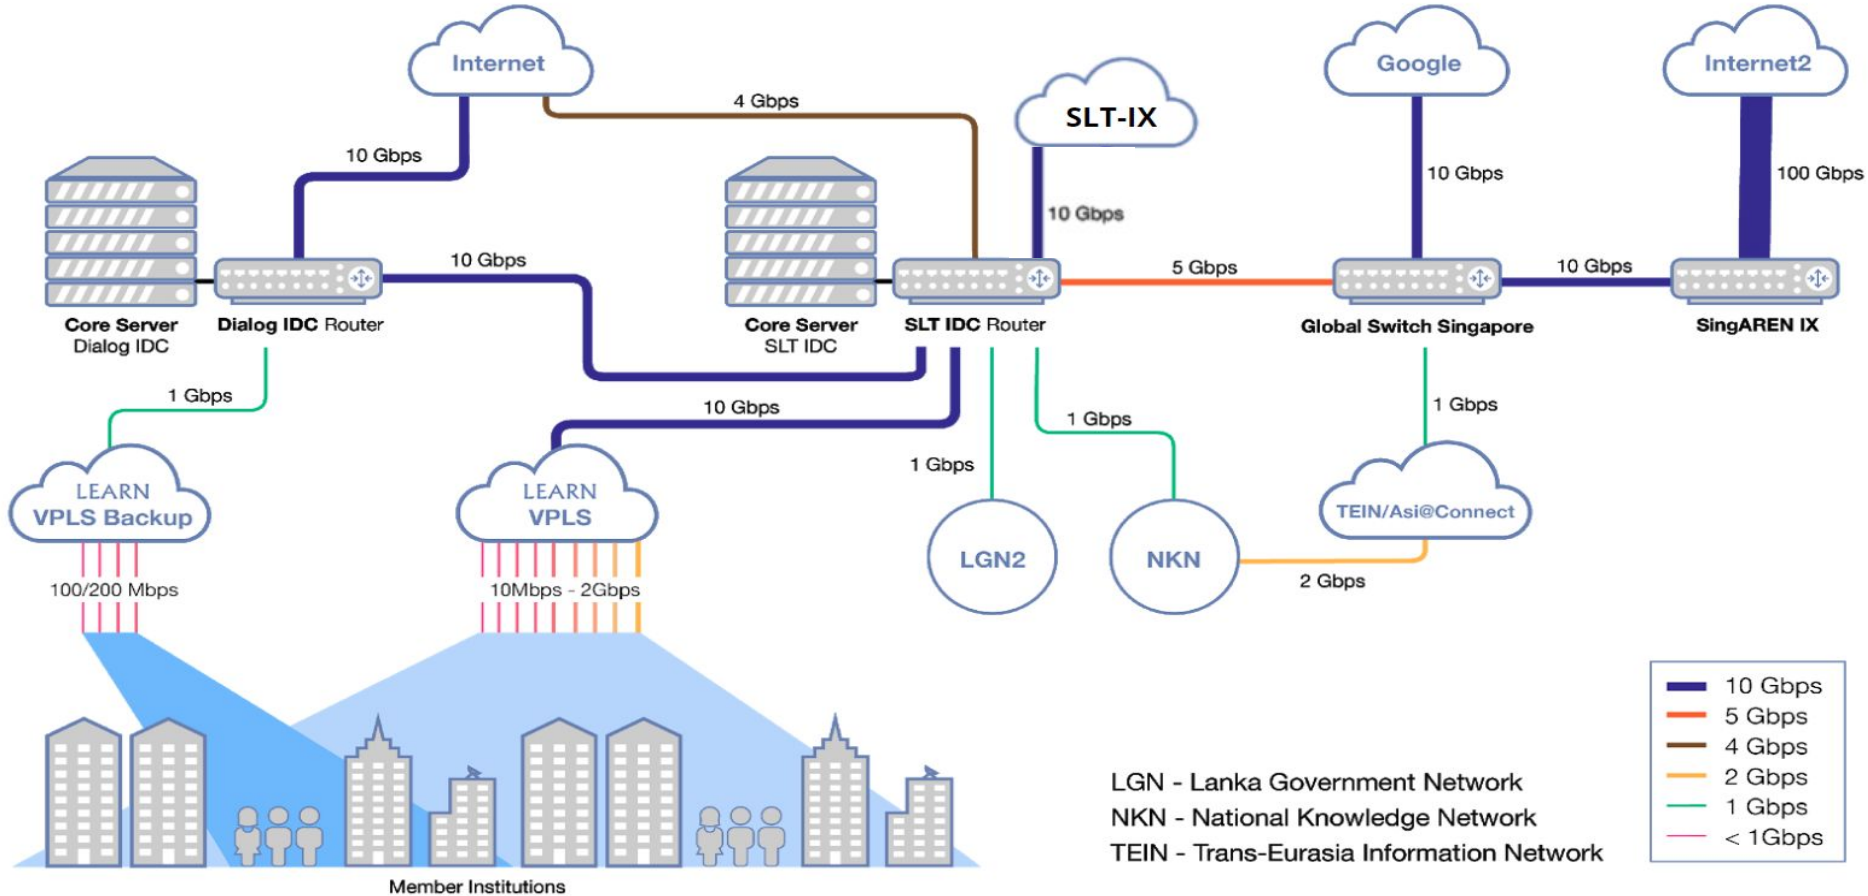 Internet
Google
Internet2
4 Gbps
SLT-IX
10 Gbps
10 Gbps
100 Gbps
10 Gbps
10 Gbps
5 Gbps
10 Gbps
Core Server
Dialog IDC
Dialog IDC Router
Core Server
SLT IDC
SLT IDC Router
Global Switch Singapore
SingAREN IX
1 Gbps
10 Gbps
1 Gbps
1 Gbps
1 Gbps
LEARN
VPLS Backup
LEARN
VPLS
TEIN/Asi@Connect
LGN2
NKN
2 Gbps
100/200 Mbps
10Mbps - 2Gbps
10 Gbps
5 Gbps
4 Gbps
2 Gbps
1 Gbps
< 1Gbps
LGN - Lanka Government Network
NKN - National Knowledge Network
TEIN - Trans-Eurasia Information Network
Member Institutions